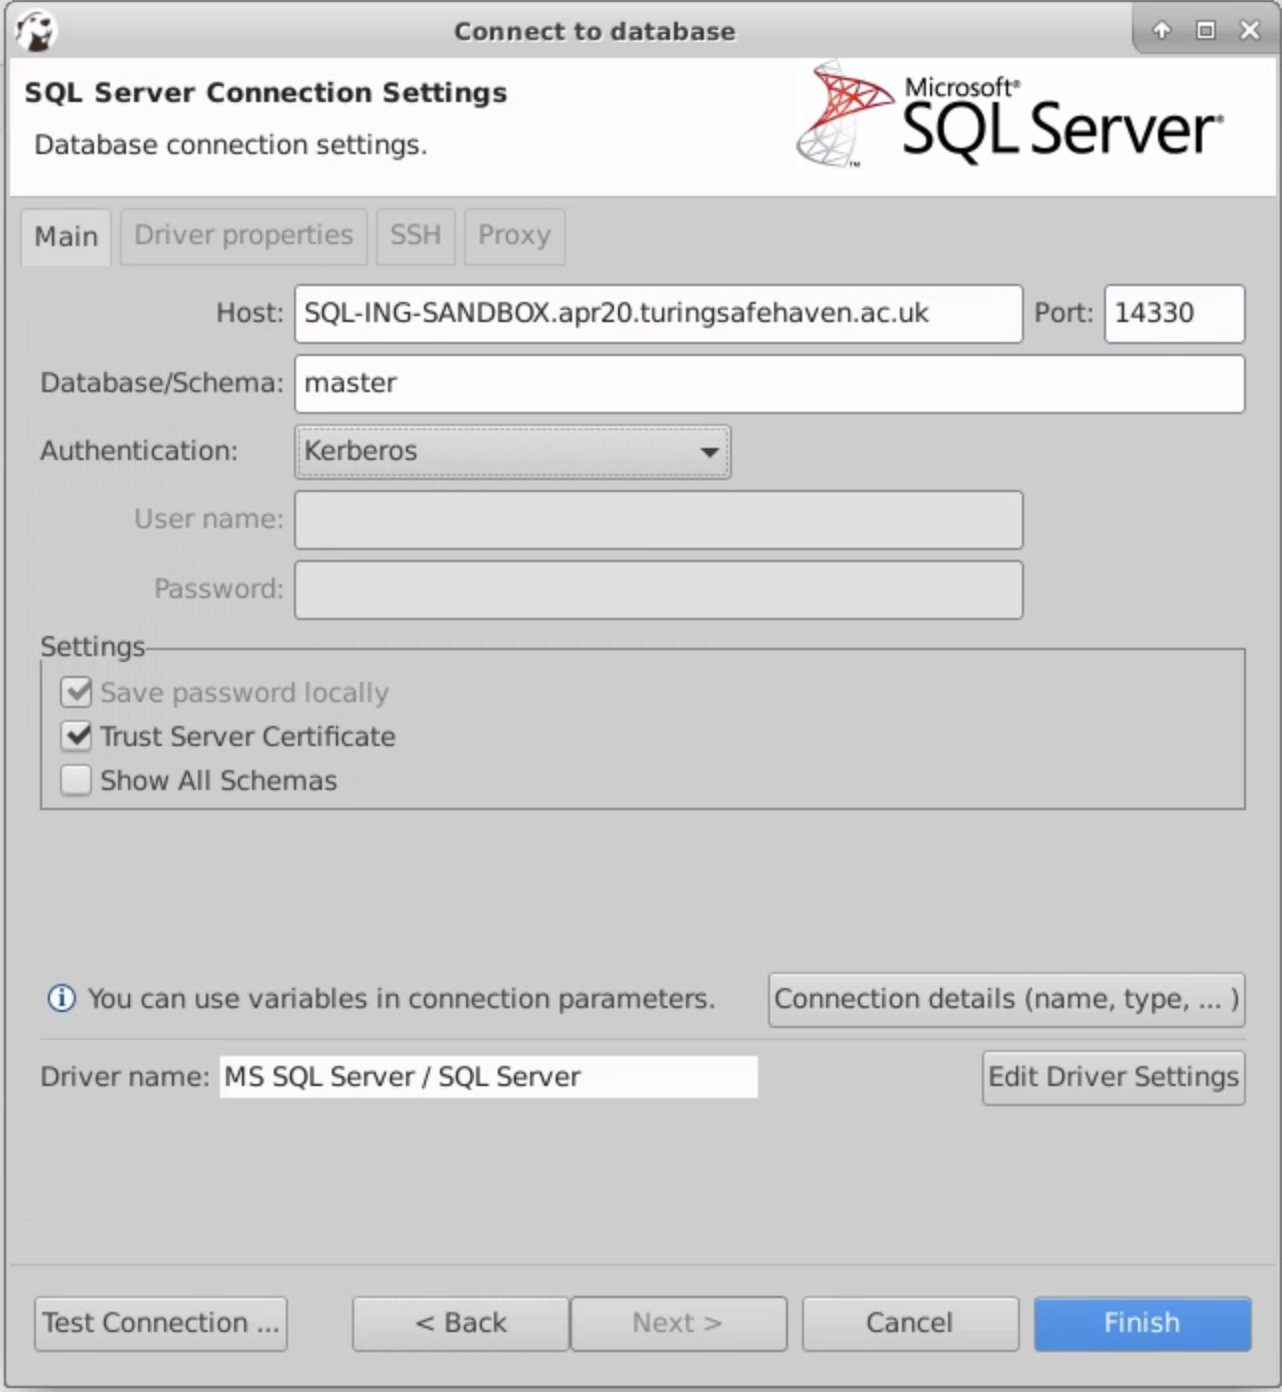 Connect to database
SQL Server Connection Settings
Database connection settings.
Microsoft®
SQL Server®
™
Main Driver properties SSH Proxy
Host: SQL-ING-SANDBOX.apr20.turingsafehaven.ac.uk Port: 14330
Database/Schema: master
Authentication: Kerberos
User name:
Password:
Settings
Save password locally
Trust Server Certificate
Show All Schemas
You can use variables in connection parameters. Connection details (name, type, ... )
Driver name: MS SQL Server / SQL Server Edit Driver Settings
Test Connection ... < Back Next > Cancel Finish